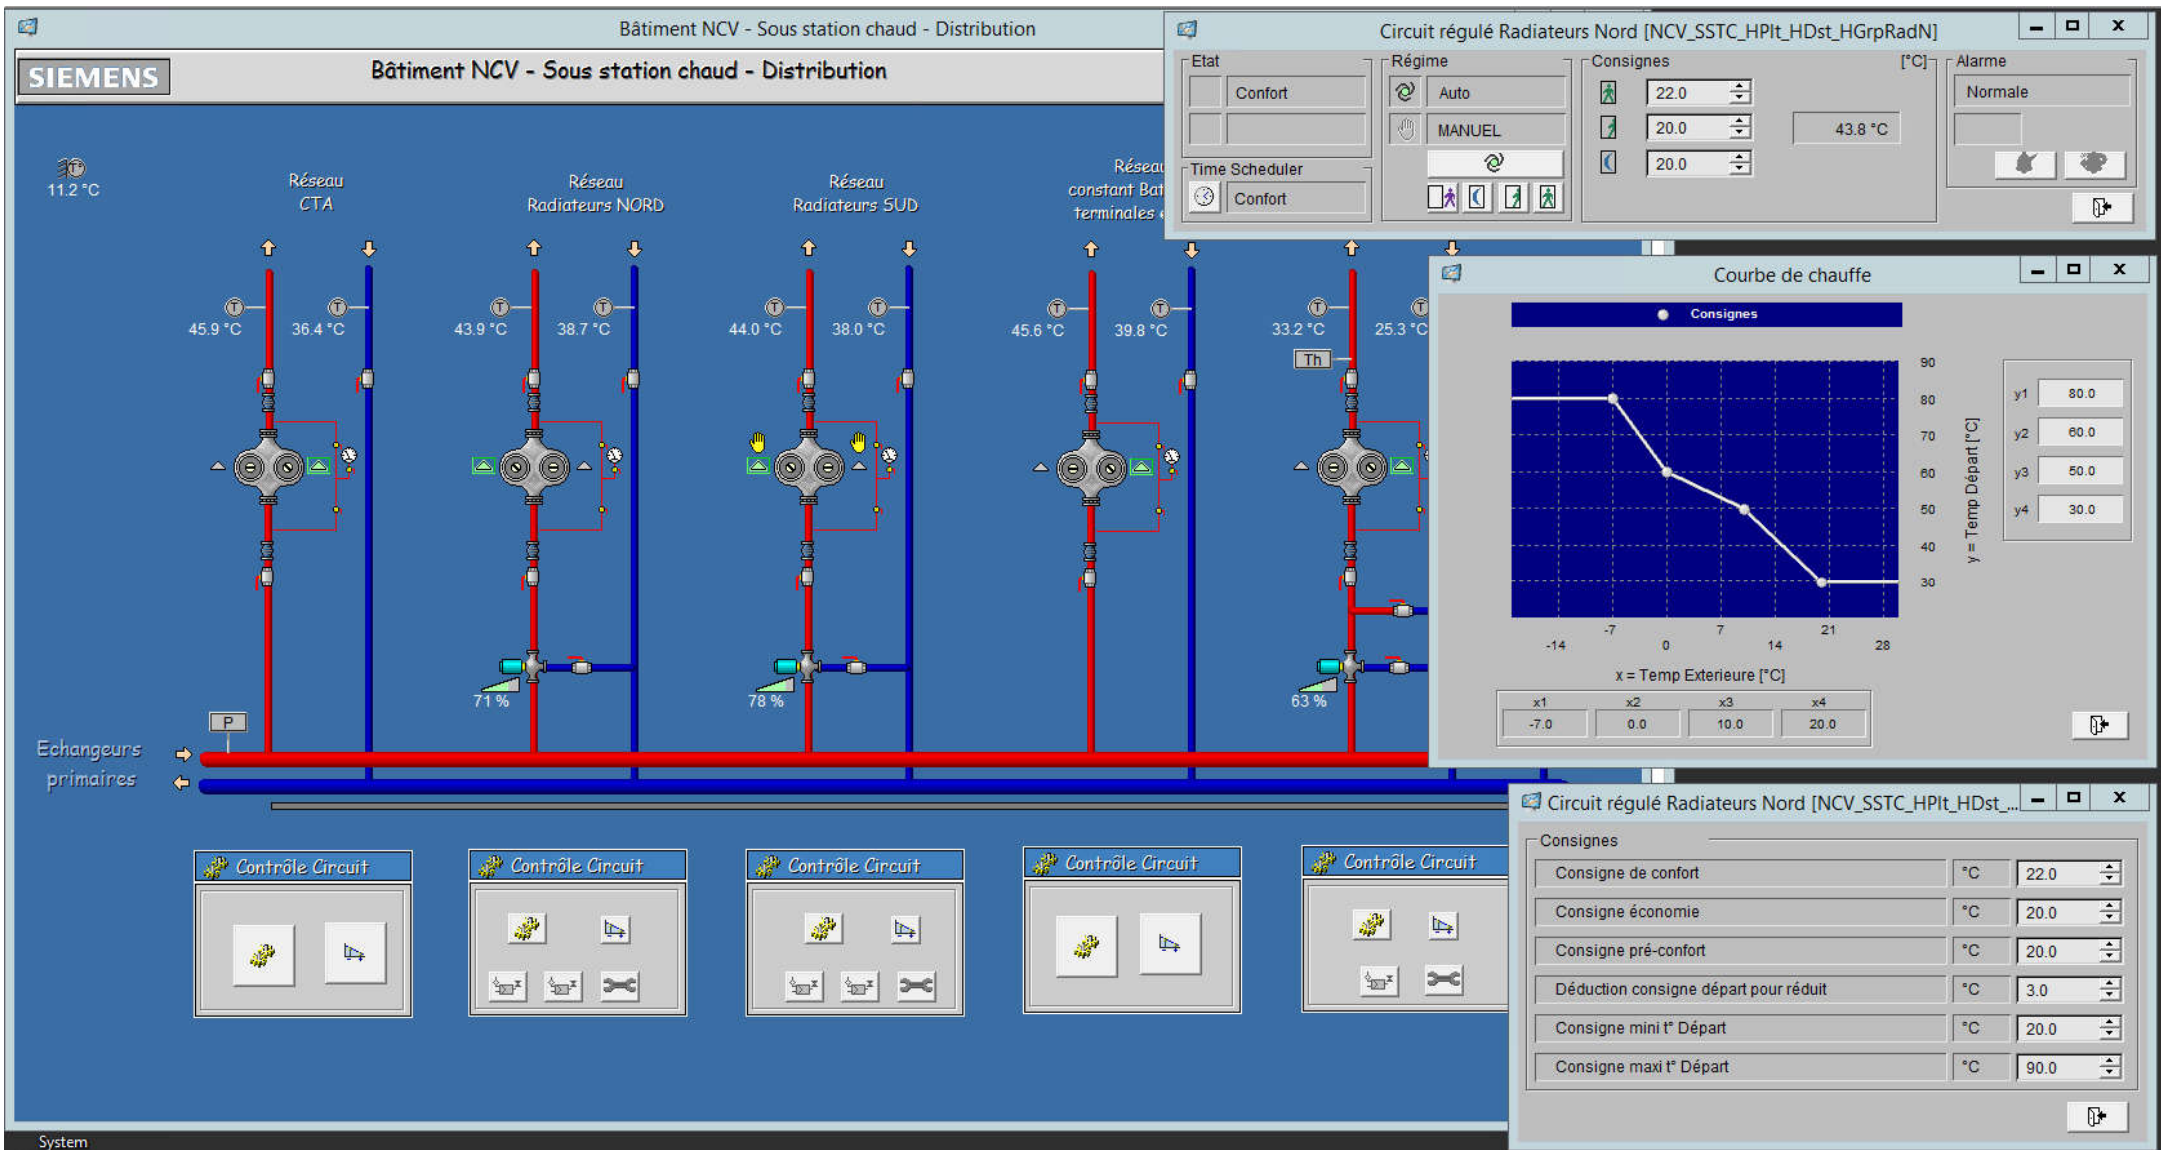 Bâtiment NCV - Sous station chaud - Distribution
SIEMENS
Bâtiment NCV - Sous station chaud - Distribution
11.2 °C
Réseau
CTA
Réseau
Radiateurs NORD
Réseau
Radiateurs SUD
constant
terminales
45.9 °C
36.4 °C
43.9 °C
38.7 °C
44.0 °C
38.0 °C
45.6 °C
39.8 °C
33.2 °C
25.3 °C
T
T
T
T
T
T
T
T
T
Th
71 %
78 %
63 %
P
Echangeurs
primaires
Contrôle Circuit
Contrôle Circuit
Contrôle Circuit
Contrôle Circuit
Contrôle Circuit
System
Circuit régulé Radiateurs Nord [NCV_SSTC_HPlt_HDst_HGrpRadN]
Etat
Confort
Time Scheduler
Confort
Régime
Auto
MANUEL
Consignes
[°C]
22.0
20.0
20.0
43.8 °C
Alarme
Normale
Courbe de chauffe
Consignes
90
80
70
60
50
40
30
y = Temp Départ [°C]
y1 80.0
y2 60.0
y3 50.0
y4 30.0
-7 7 21
-14 0 14 28
x = Temp Exterieure [°C]
x1 x2 x3 x4
-7.0 0.0 10.0 20.0
Circuit régulé Radiateurs Nord [NCV_SSTC_HPlt_HDst_...
Consignes
Consigne de confort °C 22.0
Consigne économie °C 20.0
Consigne pré-confort °C 20.0
Déduction consigne départ pour réduit °C 3.0
Consigne mini t° Départ °C 20.0
Consigne maxi t° Départ °C 90.0